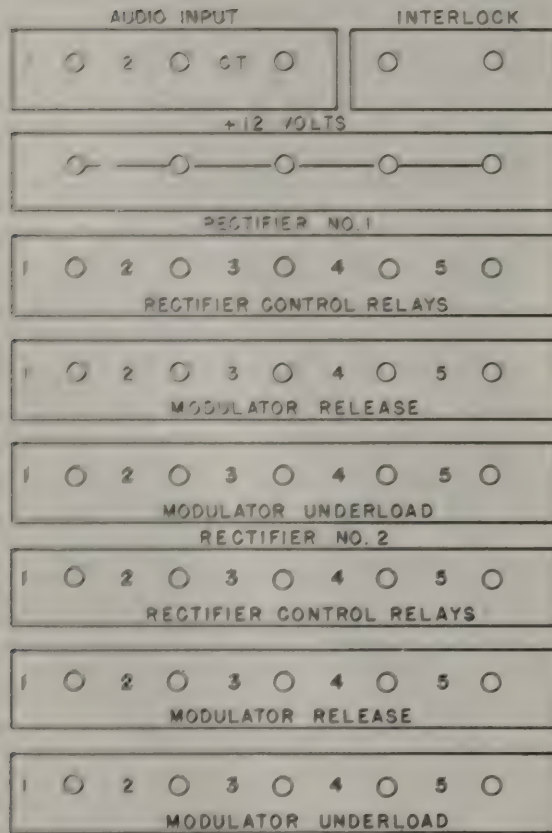 AUDIO INPUT INTERLOCK
1 2 CT
+12 VOLTS
RECTIFIER NO. 1
1 2 3 4 5
RECTIFIER CONTROL RELAYS
1 2 3 4 5
MODULATOR RELEASE
1 2 3 4 5
MODULATOR UNDERLOAD
RECTIFIER NO. 2
1 2 3 4 5
RECTIFIER CONTROL RELAYS
1 2 3 4 5
MODULATOR RELEASE
1 2 3 4 5
MODULATOR UNDERLOAD